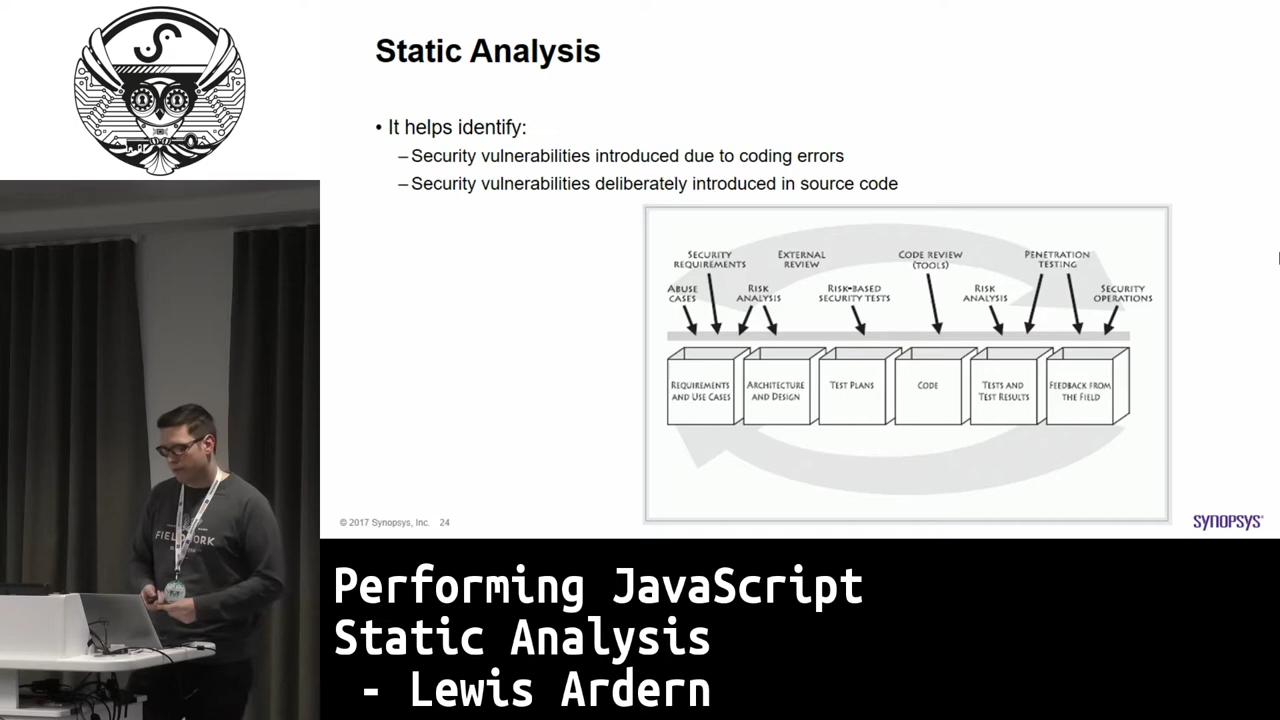 Static Analysis
• It helps identify:
– Security vulnerabilities introduced due to coding errors
– Security vulnerabilities deliberately introduced in source code
SECURITY
REQUIREMENTS
EXTERNAL
REVIEW
CODE REVIEW
(TOOLS)
PENETRATION
TESTING
ABUSE
CASES
RISK
ANALYSIS
RISK-BASED
SECURITY TESTS
RISK
ANALYSIS
SECURITY
OPERATIONS
REQUIREMENTS
AND USE CASES
ARCHITECTURE
AND DESIGN
TEST PLANS
CODE
TESTS AND
TEST RESULTS
FEEDBACK FROM
THE FIELD
© 2017 Synopsys, Inc. 24
SYNOPSYS®
Performing JavaScript
Static Analysis
- Lewis Ardern